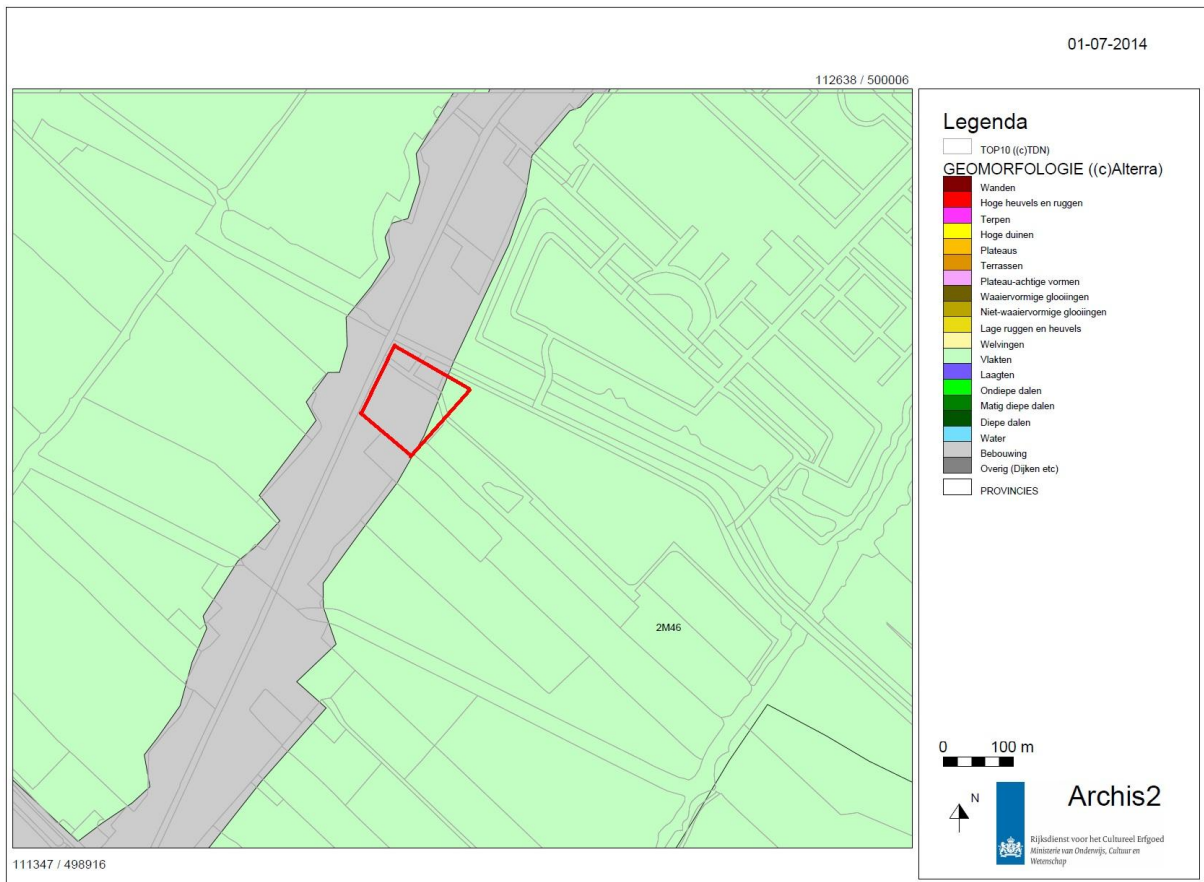 01-07-2014
112638 / 500006
Legenda
TOP10 ((c)TDN)
GEOMORFOLOGIE ((c)Alterra)
Wanden
Hoge heuvels en ruggen
Terpen
Hoge duinen
Plateaus
Terrassen
Plateau-achtige vormen
Waaiervormige glooiingen
Niet-waaiervormige glooiingen
Lage ruggen en heuvels
Welvingen
Vlakten
Laagten
Ondiepe dalen
Matig diepe dalen
Diepe dalen
Water
Bebouwing
Overig (Dijken etc)
PROVINCIES
2M46
0 100 m
N
Archis2
Rijksdienst voor het Cultureel Erfgoed
Ministerie van Onderwijs, Cultuur en
Wetenschap
111347 / 498916